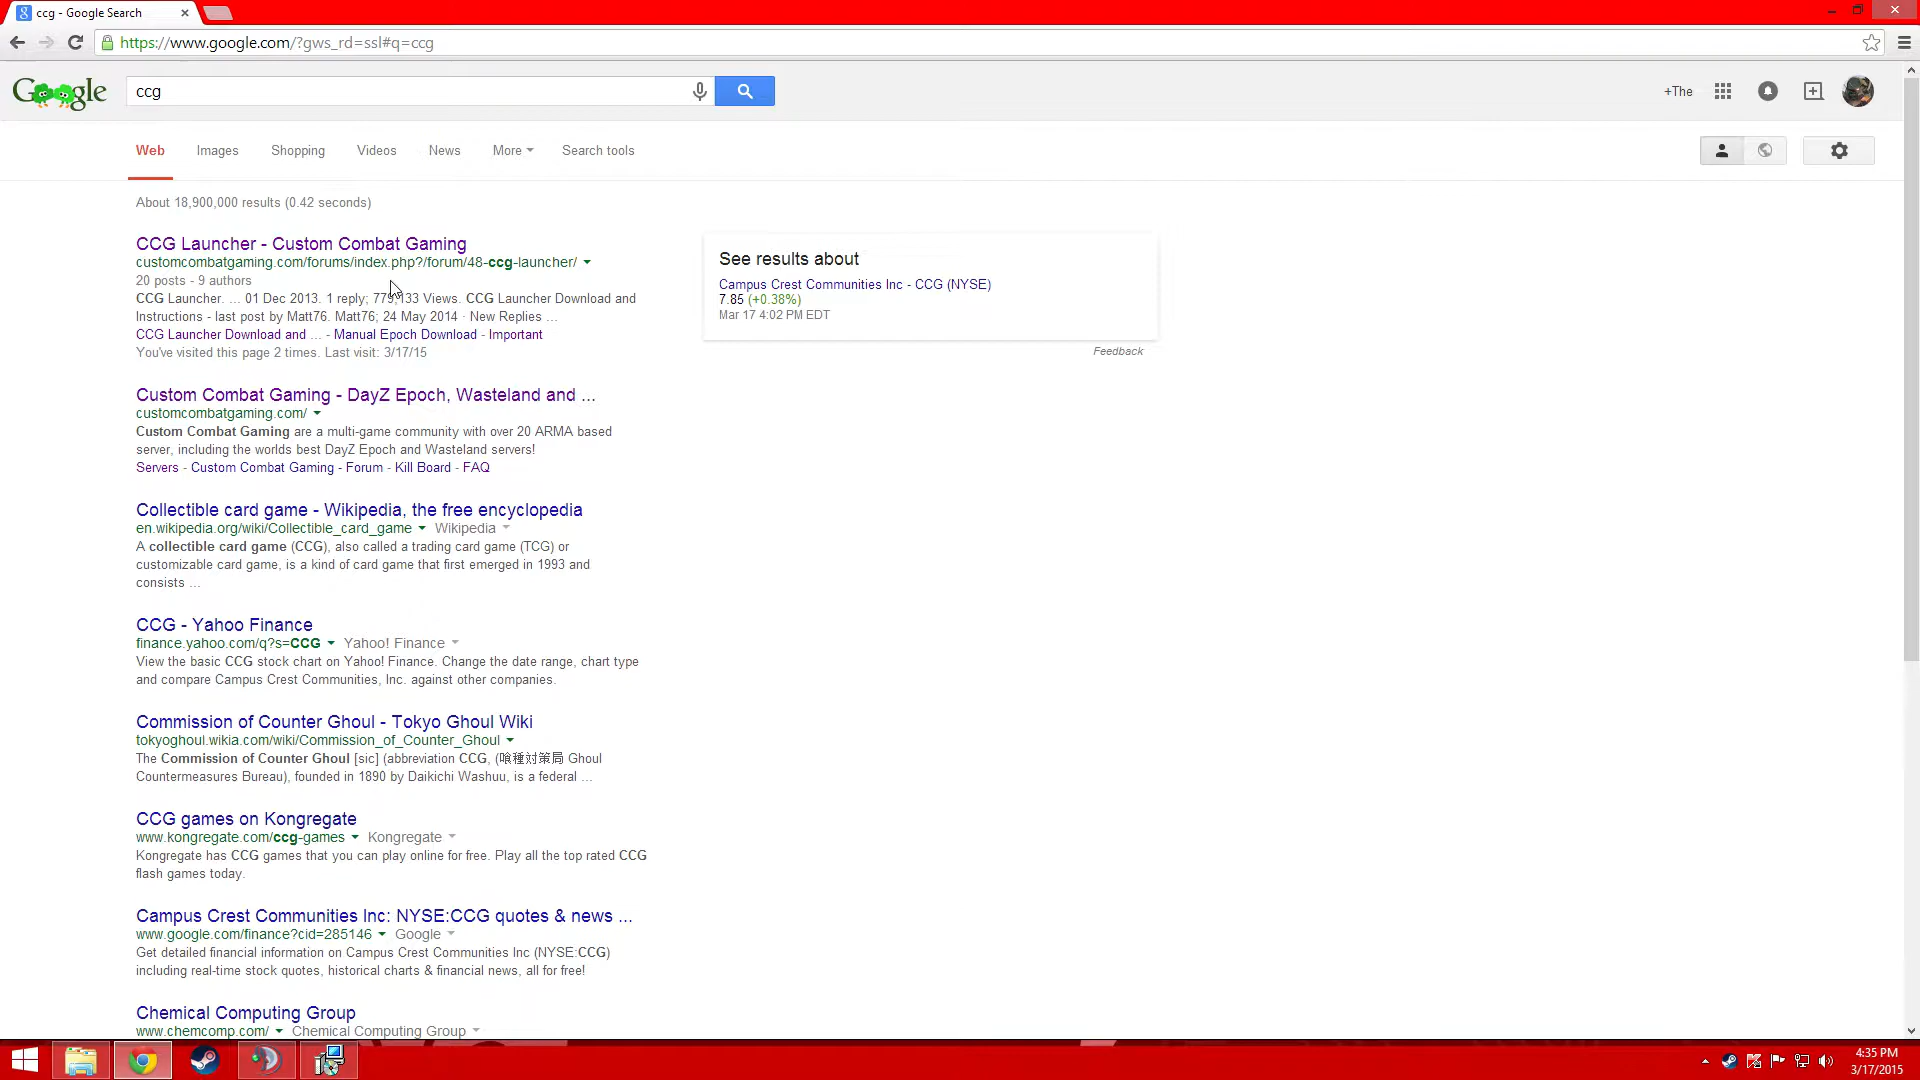 ccg - Google Search
https://www.google.com/?gws_rd=ssl#q=ccg
Google
ccg
+The
Web
Images
Shopping
Videos
News
More
Search tools
About 18,900,000 results (0.42 seconds)
CCG Launcher - Custom Combat Gaming
customcombatgaming.com/forums/index.php?/forum/48-ccg-launcher/
20 posts - 9 authors
CCG Launcher. ... 01 Dec 2013. 1 reply; 779,133 Views. CCG Launcher Download and
Instructions - last post by Matt76. Matt76; 24 May 2014 · New Replies ...
CCG Launcher Download and ... - Manual Epoch Download - Important
You've visited this page 2 times. Last visit: 3/17/15
See results about
Campus Crest Communities Inc - CCG (NYSE)
7.85 (+0.38%)
Mar 17 4:02 PM EDT
Feedback
Custom Combat Gaming - DayZ Epoch, Wasteland and ...
customcombatgaming.com/
Custom Combat Gaming are a multi-game community with over 20 ARMA based
server, including the worlds best DayZ Epoch and Wasteland servers!
Servers - Custom Combat Gaming - Forum - Kill Board - FAQ
Collectible card game - Wikipedia, the free encyclopedia
en.wikipedia.org/wiki/Collectible_card_game Wikipedia
A collectible card game (CCG), also called a trading card game (TCG) or
customizable card game, is a kind of card game that first emerged in 1993 and
consists ...
CCG - Yahoo Finance
finance.yahoo.com/q?s=CCG Yahoo! Finance
View the basic CCG stock chart on Yahoo! Finance. Change the date range, chart type
and compare Campus Crest Communities, Inc. against other companies.
Commission of Counter Ghoul - Tokyo Ghoul Wiki
tokyoghoul.wikia.com/wiki/Commission_of_Counter_Ghoul
The Commission of Counter Ghoul [sic] (abbreviation CCG, (喰種対策局 Ghoul
Countermeasures Bureau), founded in 1890 by Daikichi Washuu, is a federal ...
CCG games on Kongregate
www.kongregate.com/ccg-games Kongregate
Kongregate has CCG games that you can play online for free. Play all the top rated CCG
flash games today.
Campus Crest Communities Inc: NYSE:CCG quotes & news ...
www.google.com/finance?cid=285146 Google
Get detailed financial information on Campus Crest Communities Inc (NYSE:CCG)
including real-time stock quotes, historical charts & financial news, all for free!
Chemical Computing Group
www.chemcomp.com/ Chemical Computing Group
4:35 PM
3/17/2015